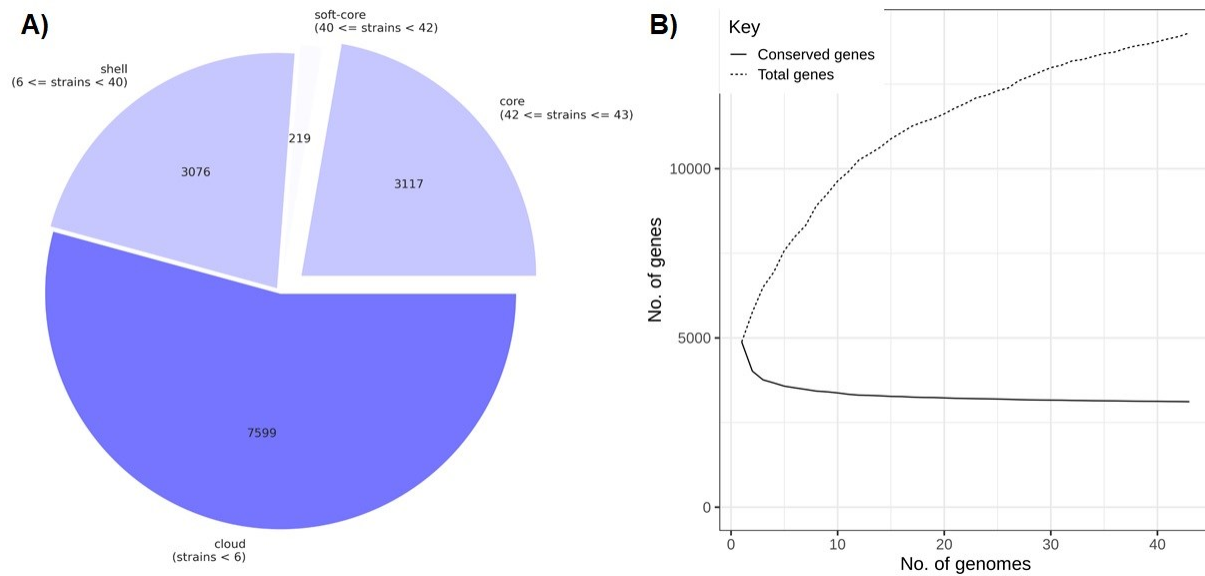 A)
soft-core
(40 <= strains < 42)
shell
(6 <= strains < 40)
core
(42 <= strains <= 43)
219
3076
3117
7599
cloud
(strains < 6)
B)
Key
Conserved genes
Total genes
No. of genes
10000
5000
0
0 10 20 30 40
No. of genomes